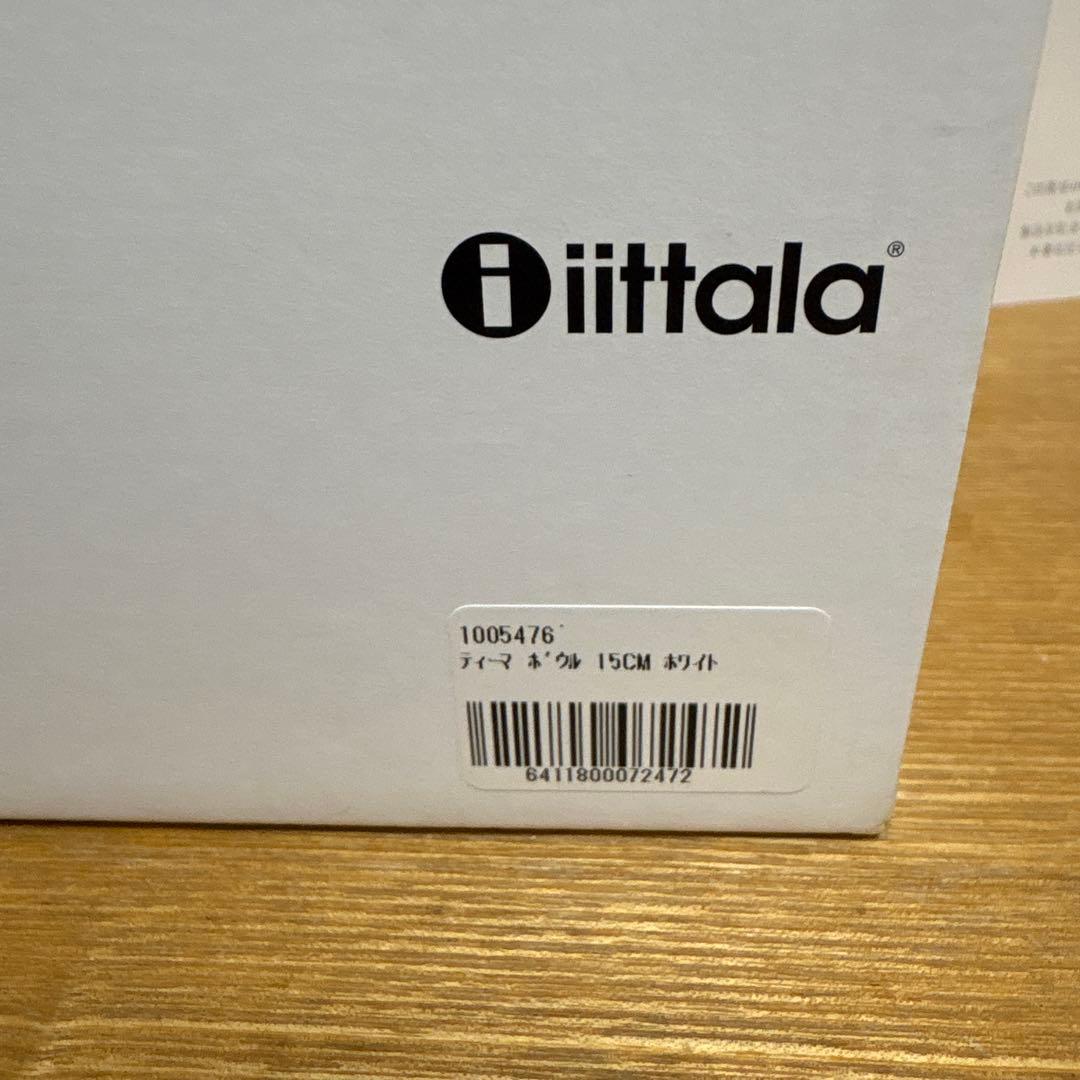 iittala®
1005476
ﾃｨｰﾏ ﾎﾞｳﾙ 15CM ﾎﾜｲﾄ
6411800072472